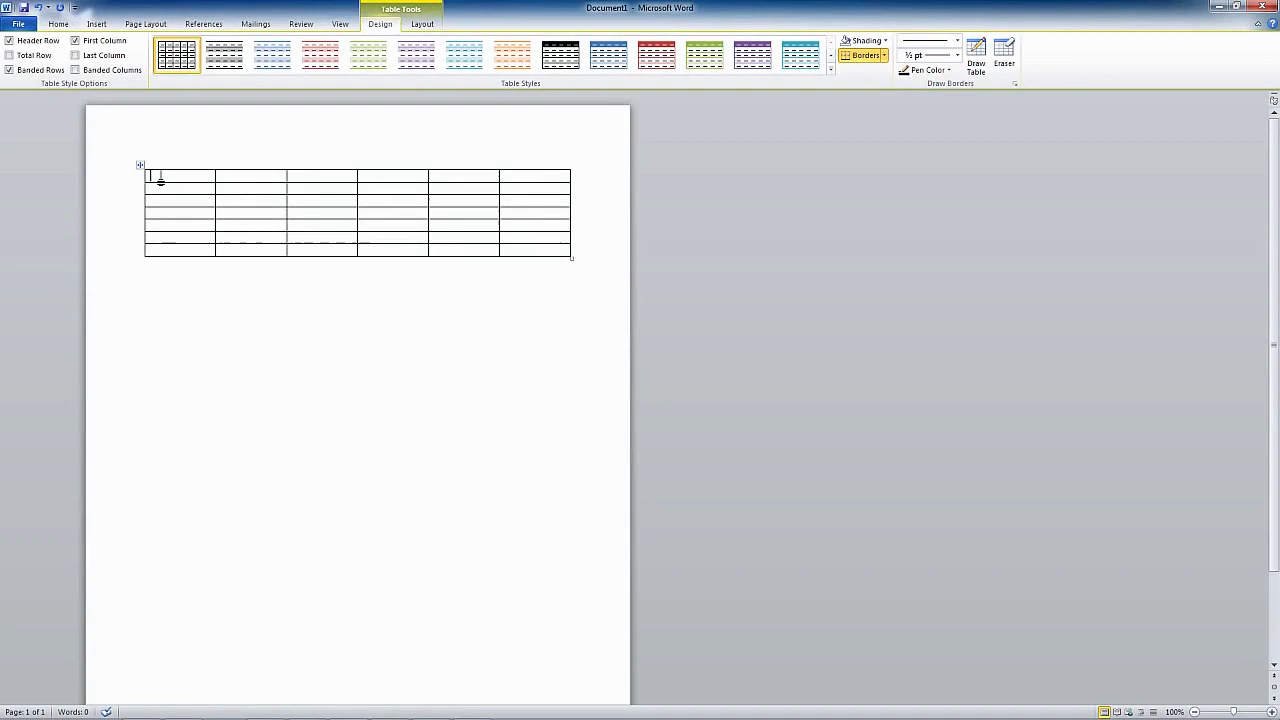 Table Tools
Document1 - Microsoft Word
File Home Insert Page Layout References Mailings Review View Design Layout
Header Row First Column
Total Row Last Column
Banded Rows Banded Columns
Table Style Options
Table Styles
Shading
Borders
½ pt
Pen Color
Draw Table
Eraser
Draw Borders
Page: 1 of 1 Words: 0
100%